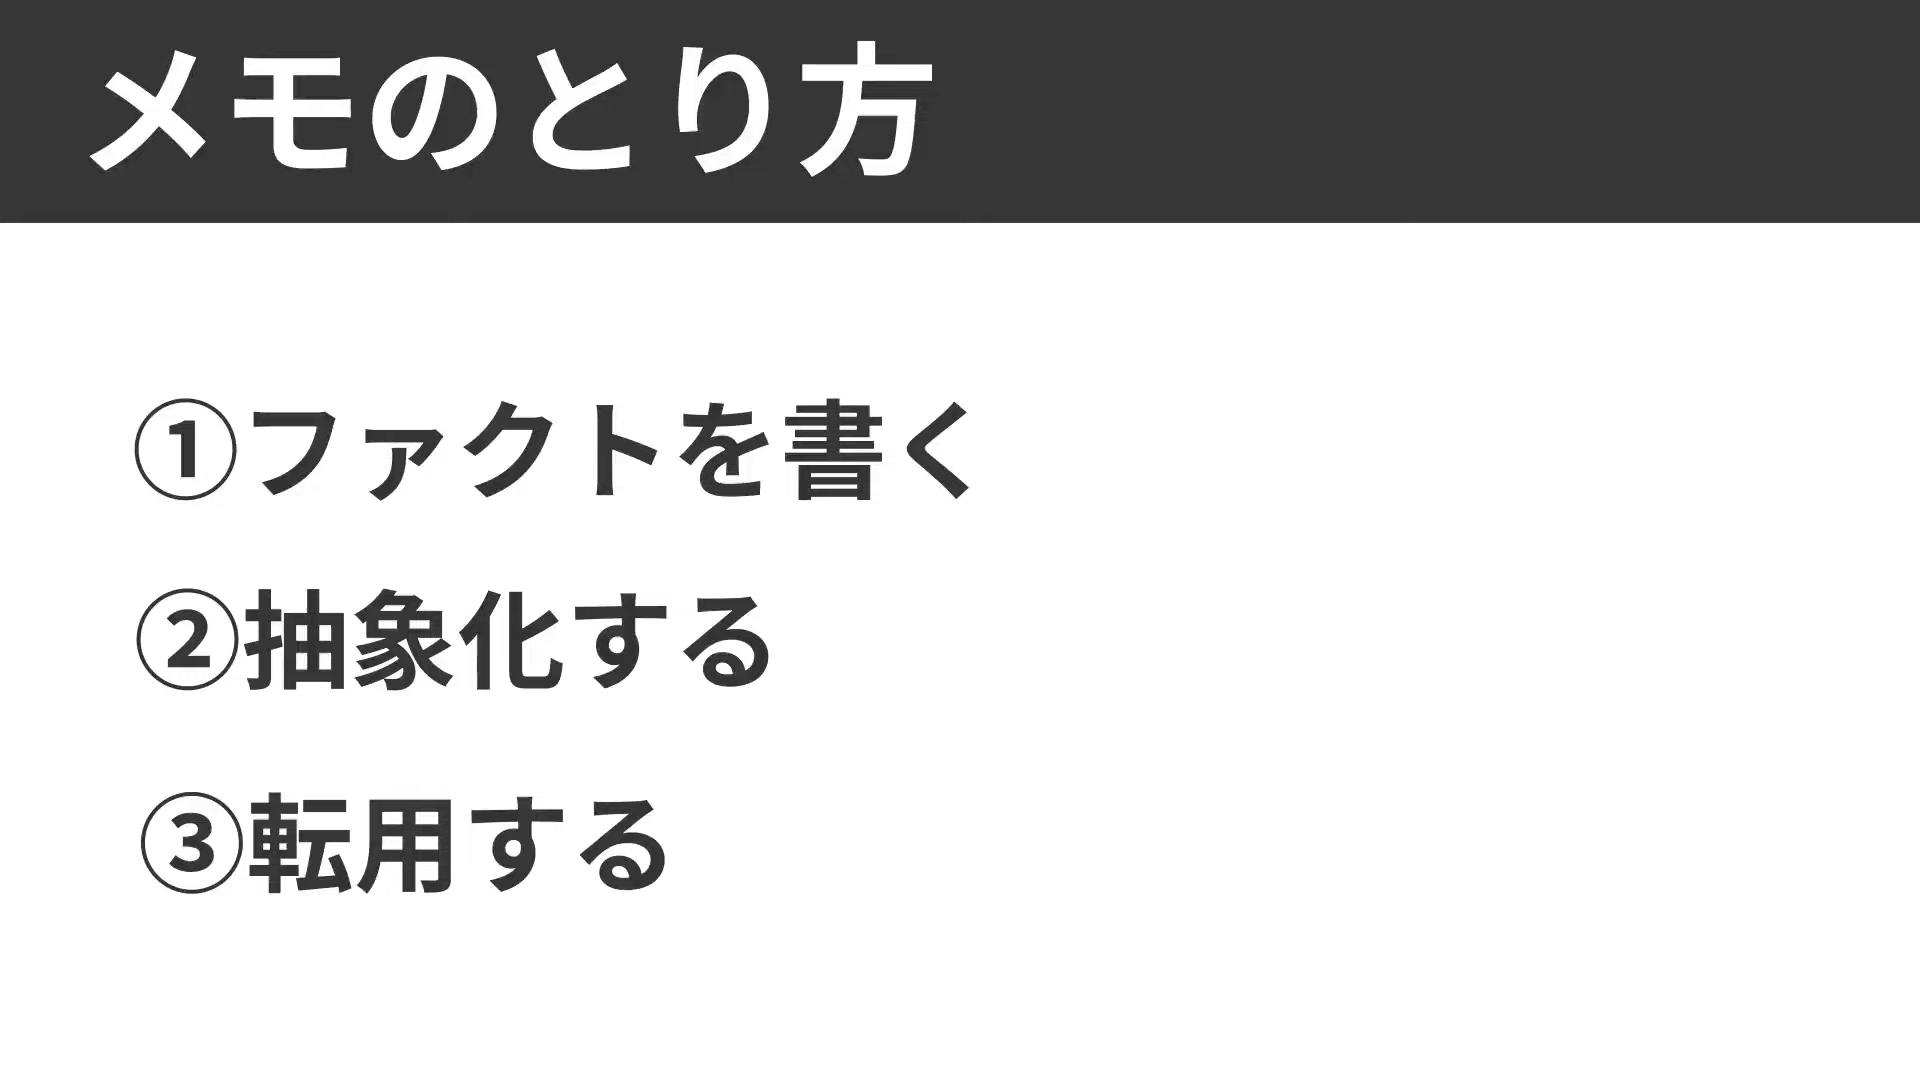 メモのとり方
①ファクトを書く
②抽象化する
③転用する